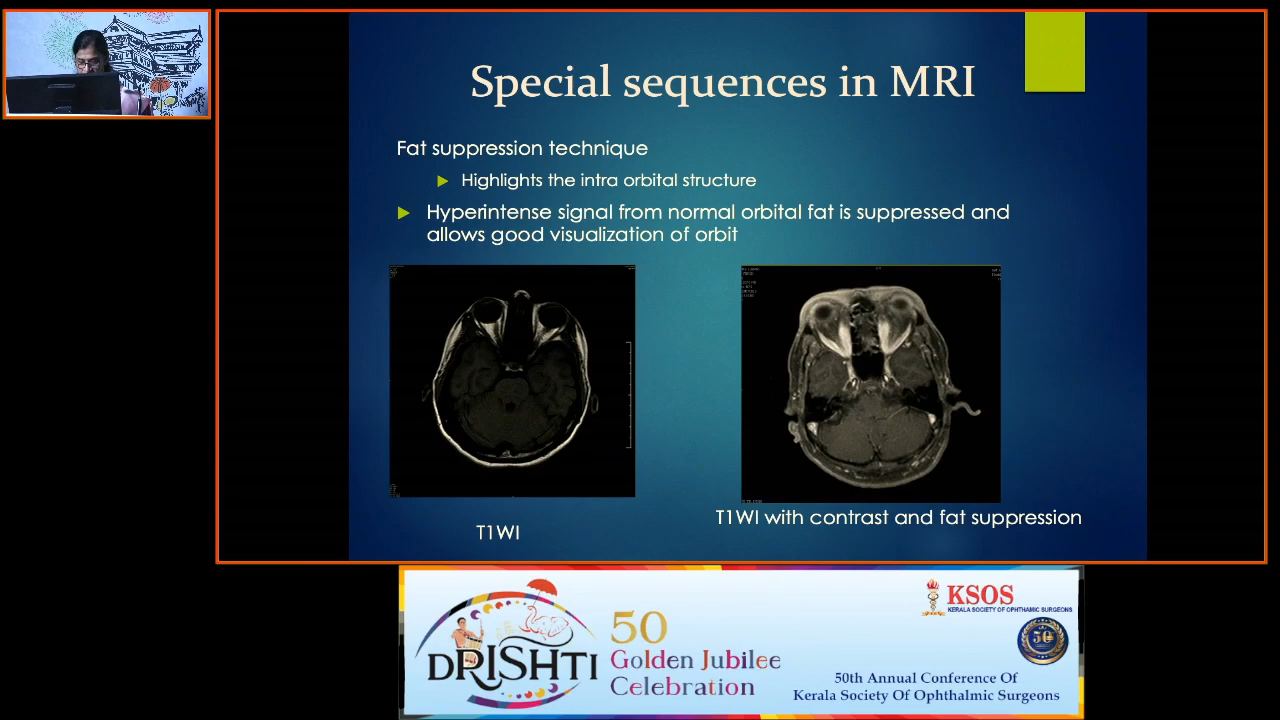 Special sequences in MRI
Fat suppression technique
Highlights the intra orbital structure
Hyperintense signal from normal orbital fat is suppressed and
allows good visualization of orbit
T1WI
T1WI with contrast and fat suppression
DRISHTI
50
Golden Jubilee
Celebration
KSOS
KERALA SOCIETY OF OPHTHAMIC SURGEONS
50
50th Annual Conference Of
Kerala Society Of Ophthalmic Surgeons